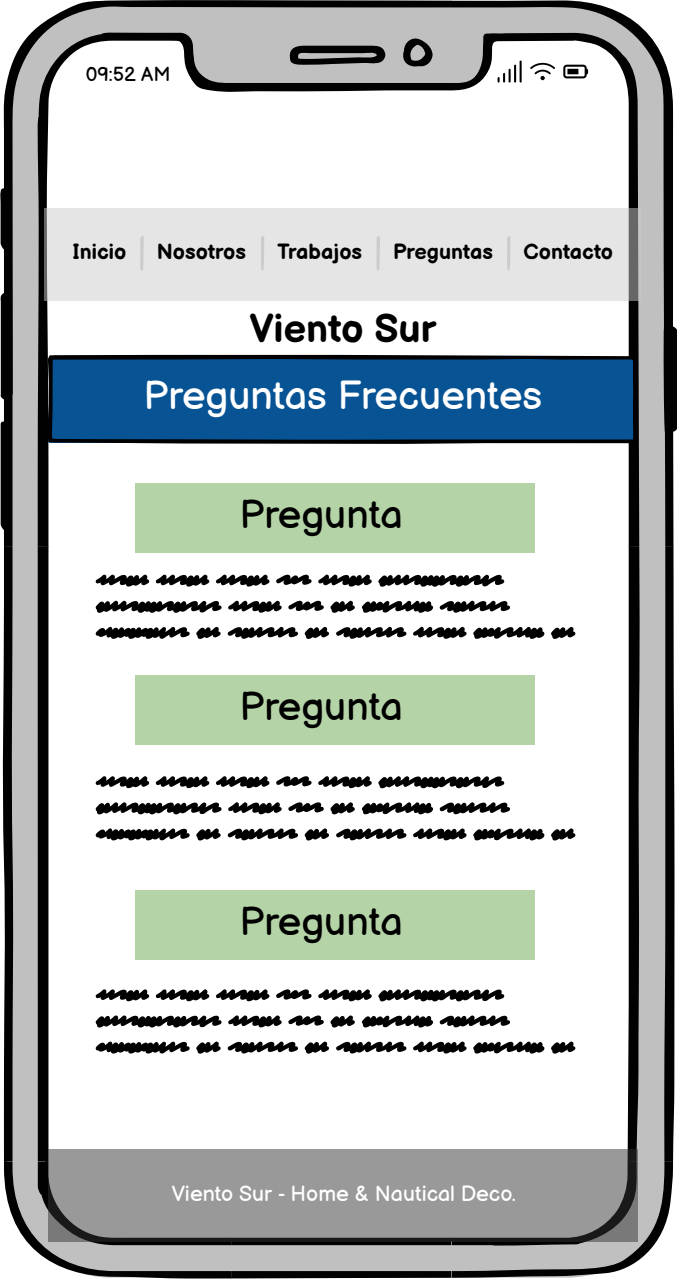 09:52 AM
Inicio Nosotros Trabajos Preguntas Contacto
Viento Sur
Preguntas Frecuentes
Pregunta
Pregunta
Pregunta
Viento Sur - Home & Nautical Deco.